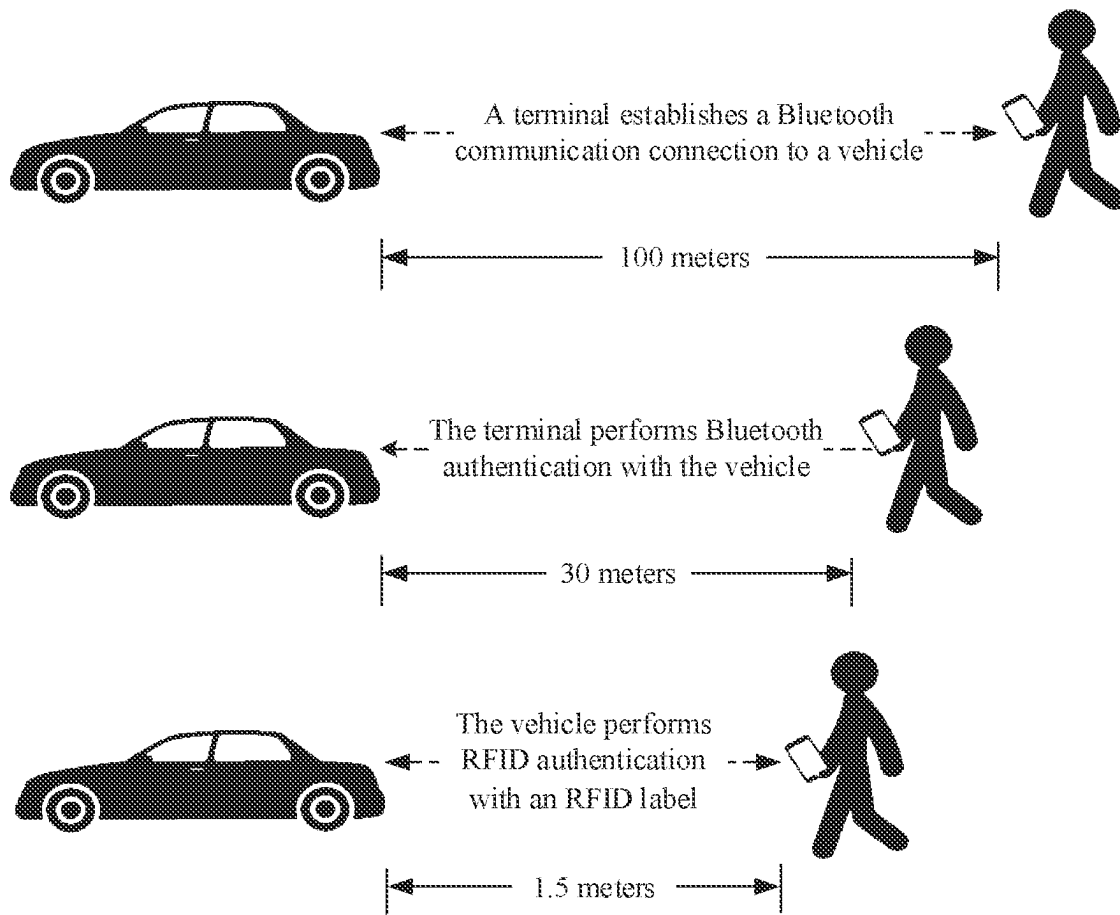 A terminal establishes a Bluetooth
communication connection to a vehicle
100 meters
The terminal performs Bluetooth
authentication with the vehicle
30 meters
The vehicle performs
RFID authentication
with an RFID label
1.5 meters